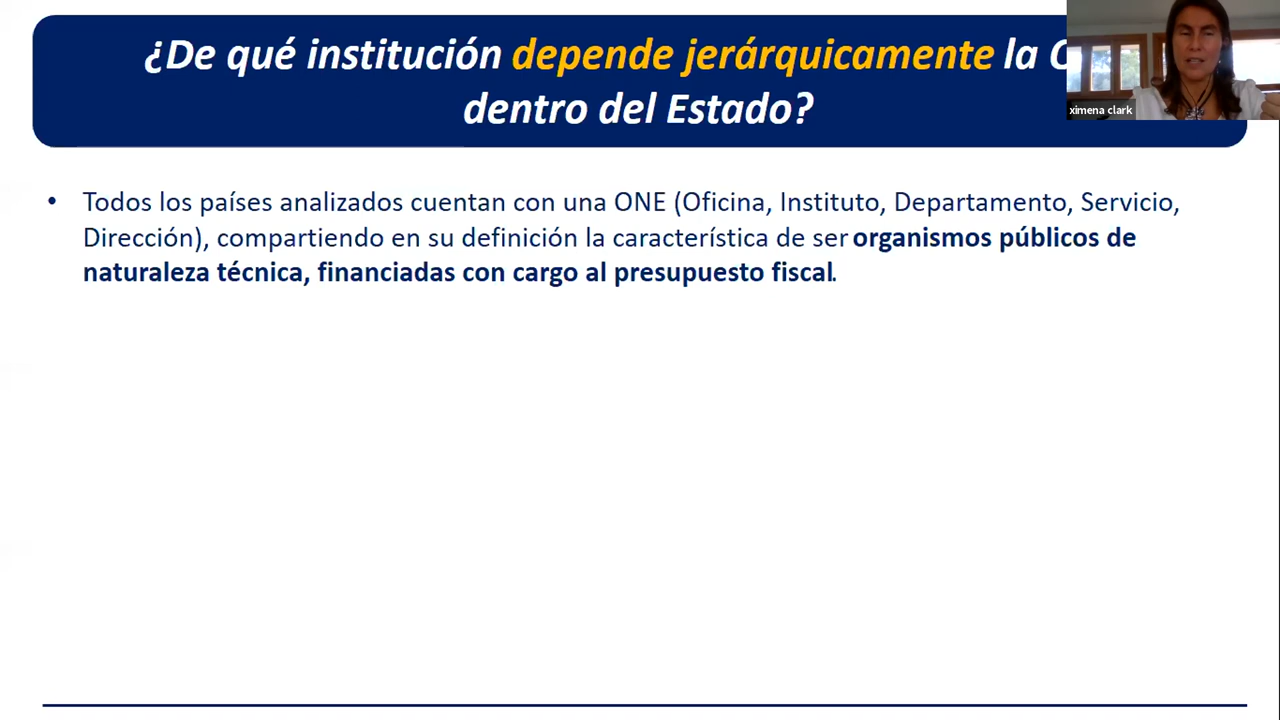 ¿De qué institución depende jerárquicamente la
dentro del Estado?
ximena clark
• Todos los países analizados cuentan con una ONE (Oficina, Instituto, Departamento, Servicio,
Dirección), compartiendo en su definición la característica de ser organismos públicos de
naturaleza técnica, financiadas con cargo al presupuesto fiscal.